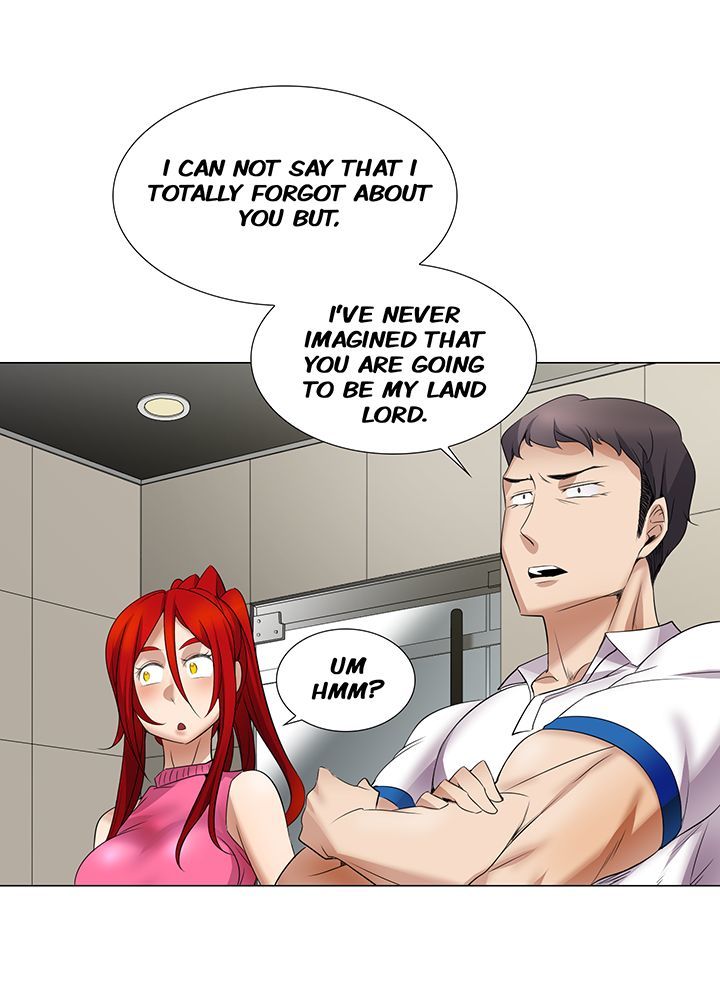 I CAN NOT SAY THAT I
TOTALLY FORGOT ABOUT
YOU BUT,
I'VE NEVER
IMAGINED THAT
YOU ARE GOING
TO BE MY LAND
LORD.
UM
HMM?